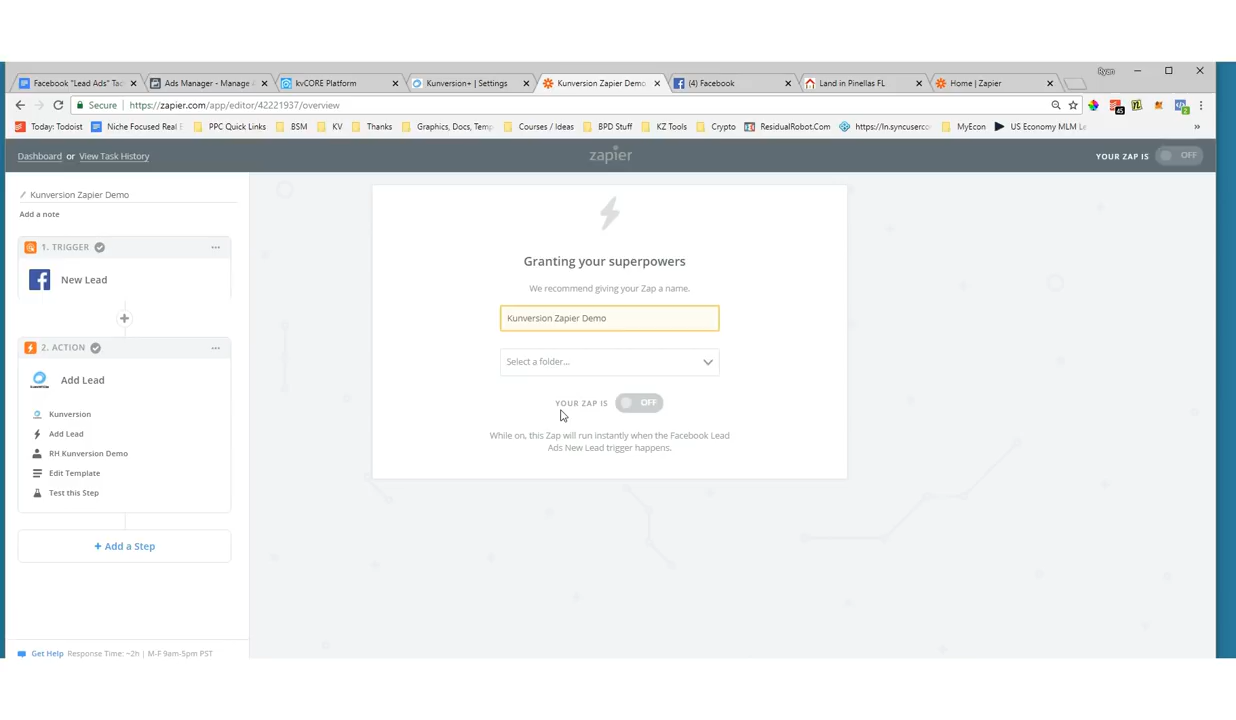 Ryan
Facebook "Lead Ads" Tac
Ads Manager - Manage A
kvCORE Platform
Kunversion+ | Settings
Kunversion Zapier Demo
(4) Facebook
Land in Pinellas FL
Home | Zapier
Secure | https://zapier.com/app/editor/42221937/overview
45
2
Today: Todoist
Niche Focused Real E
PPC Quick Links
BSM
KV
Thanks
Graphics, Docs, Temp
Courses / Ideas
BPD Stuff
KZ Tools
Crypto
ResidualRobot.Com
https://ln.syncuserco
MyEcon
US Economy MLM Le
»
Dashboard or View Task History
zapier
YOUR ZAP IS OFF
Kunversion Zapier Demo
Add a note
1. TRIGGER
New Lead
2. ACTION
Add Lead
Kunversion
Add Lead
RH Kunversion Demo
Edit Template
Test this Step
+ Add a Step
Get Help Response Time: ~2h | M-F 9am-5pm PST
Granting your superpowers
We recommend giving your Zap a name.
Kunversion Zapier Demo
Select a folder...
YOUR ZAP IS OFF
While on, this Zap will run instantly when the Facebook Lead
Ads New Lead trigger happens.